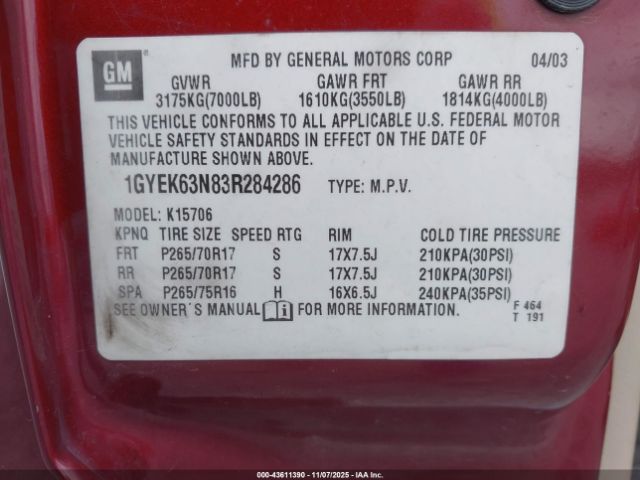 GM
MFD BY GENERAL MOTORS CORP 04/03
GVWR GAWR FRT GAWR RR
3175KG(7000LB) 1610KG(3550LB) 1814KG(4000LB)
THIS VEHICLE CONFORMS TO ALL APPLICABLE U.S. FEDERAL MOTOR
VEHICLE SAFETY STANDARDS IN EFFECT ON THE DATE OF
MANUFACTURE SHOWN ABOVE.
1GYEK63N83R284286 TYPE: M.P.V.
MODEL: K15706
KPNQ TIRE SIZE SPEED RTG RIM COLD TIRE PRESSURE
FRT P265/70R17 S 17X7.5J 210KPA(30PSI)
RR P265/70R17 S 17X7.5J 210KPA(30PSI)
SPA P265/75R16 H 16X6.5J 240KPA(35PSI)
SEE OWNER'S MANUAL i FOR MORE INFORMATION.
F 464
T 191
000-43611390 - 11/07/2025 - IAAI.COM